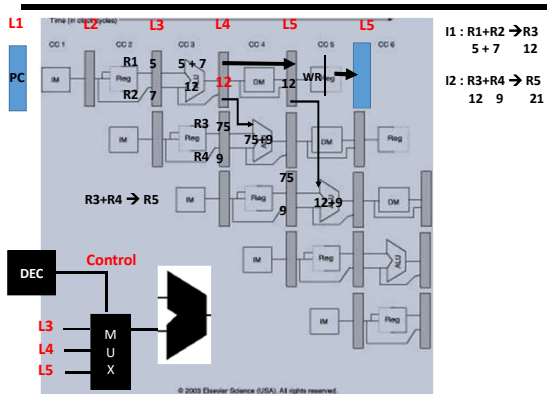 L1 L2 Time (in clock cycles) L3 L4 L5 L5
CC 1 CC 2 CC 3 CC 4 CC 5 CC 6
I1 : R1+R2 → R3
5 + 7 12
I2 : R3+R4 → R5
12 9 21
PC
IM Reg R1 5 5 + 7 ALU 12 12 DM 12 WR Reg
R2 7
IM Reg R3 75 75+9 DM Reg
R4 9
R3+R4 → R5
IM Reg 75 ALU 12+9 DM
9
IM Reg ALU
IM Reg
Control
DEC
L3
L4
L5
M
U
X
© 2003 Elsevier Science (USA). All rights reserved.